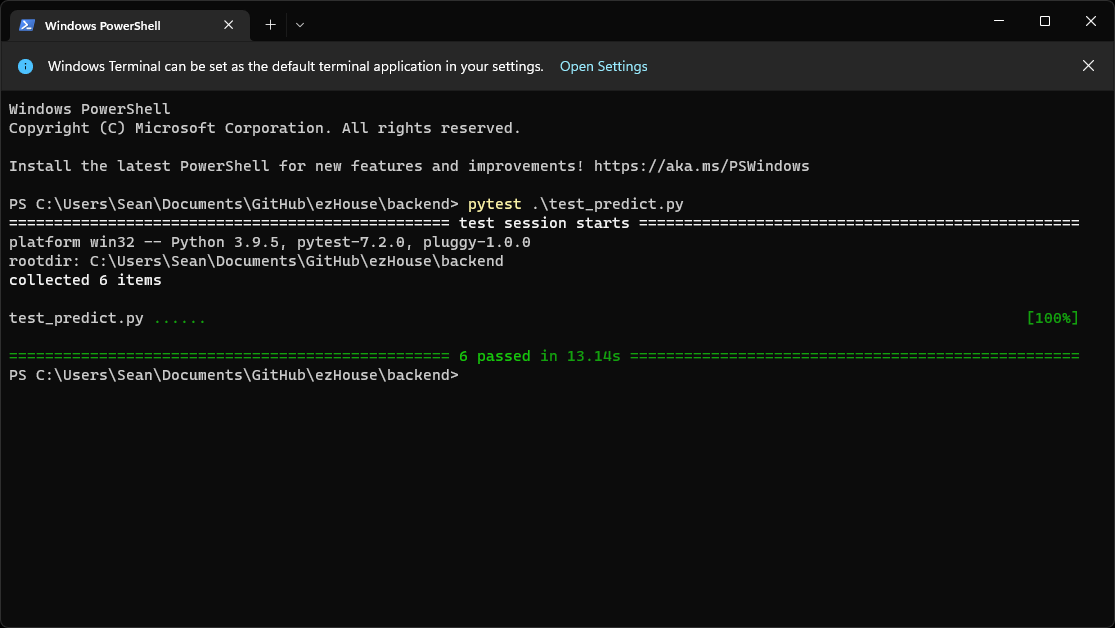 Windows PowerShell
Windows Terminal can be set as the default terminal application in your settings. Open Settings
Windows PowerShell
Copyright (C) Microsoft Corporation. All rights reserved.
Install the latest PowerShell for new features and improvements! https://aka.ms/PSWindows
PS C:\Users\Sean\Documents\GitHub\ezHouse\backend> pytest .\test_predict.py
================================================= test session starts =================================================
platform win32 -- Python 3.9.5, pytest-7.2.0, pluggy-1.0.0
rootdir: C:\Users\Sean\Documents\GitHub\ezHouse\backend
collected 6 items
test_predict.py ...... [100%]
================================================= 6 passed in 13.14s ==================================================
PS C:\Users\Sean\Documents\GitHub\ezHouse\backend>